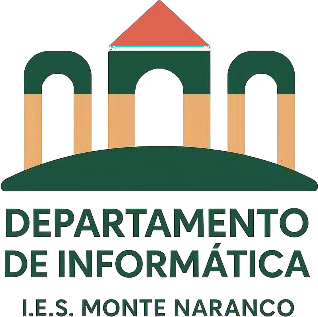 DEPARTAMENTO
DE INFORMÁTICA
I.E.S. MONTE NARANCO